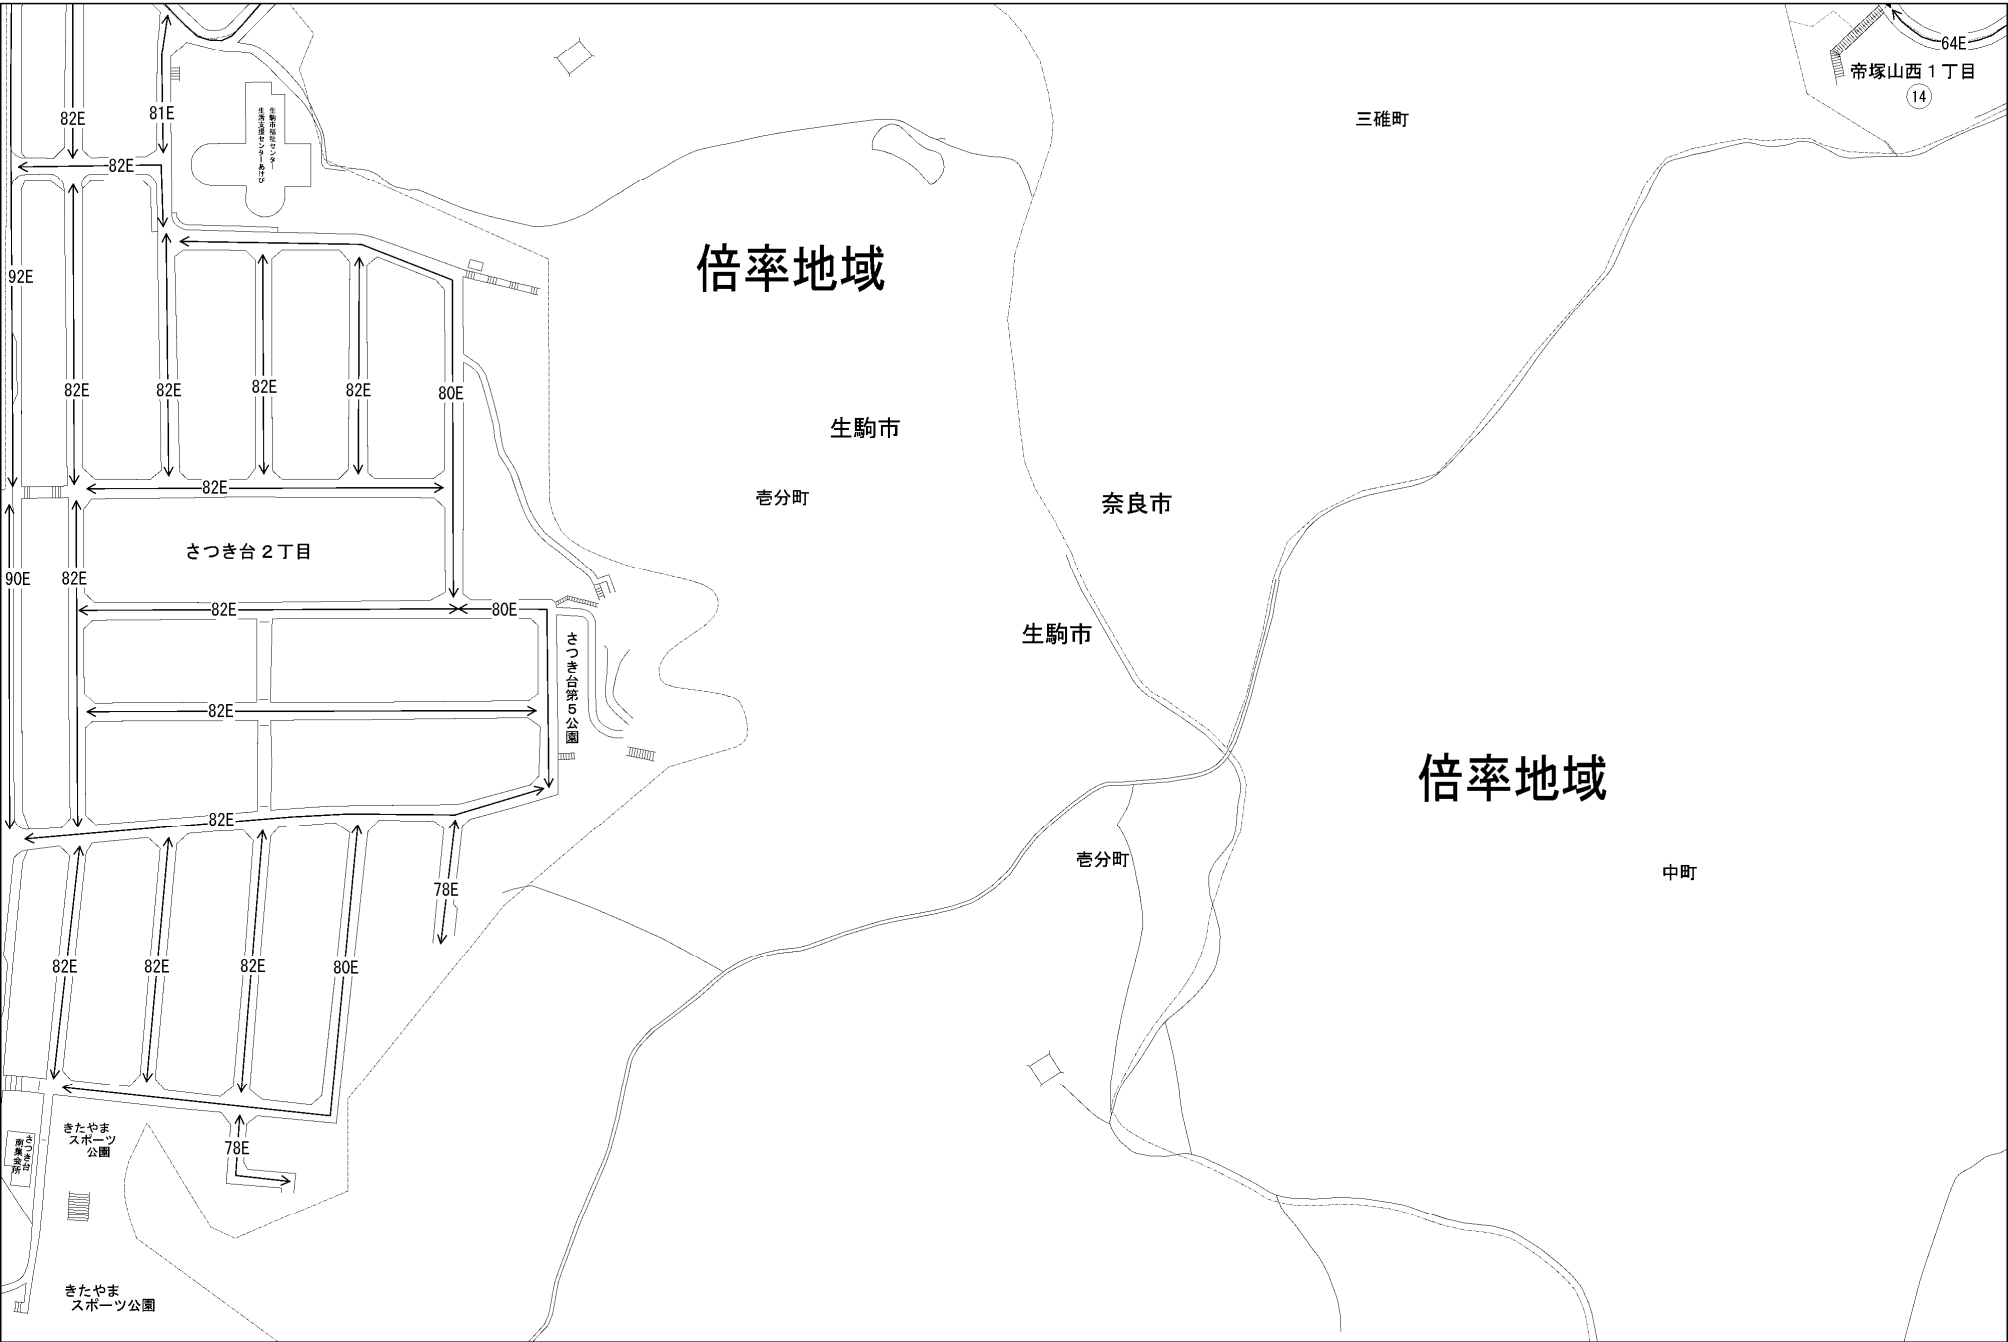 64E
帝塚山西1丁目
14
82E
81E
三碓町
生駒市福祉センター
生活支援センターあけび
82E
倍率地域
92E
82E
82E
82E
82E
80E
生駒市
82E
壱分町
奈良市
さつき台2丁目
90E
82E
82E
80E
生駒市
さつき台第5公園
82E
倍率地域
82E
壱分町
中町
78E
82E
82E
82E
80E
きたやま
スポーツ
公園
さつき台
南集会所
78E
きたやま
スポーツ公園